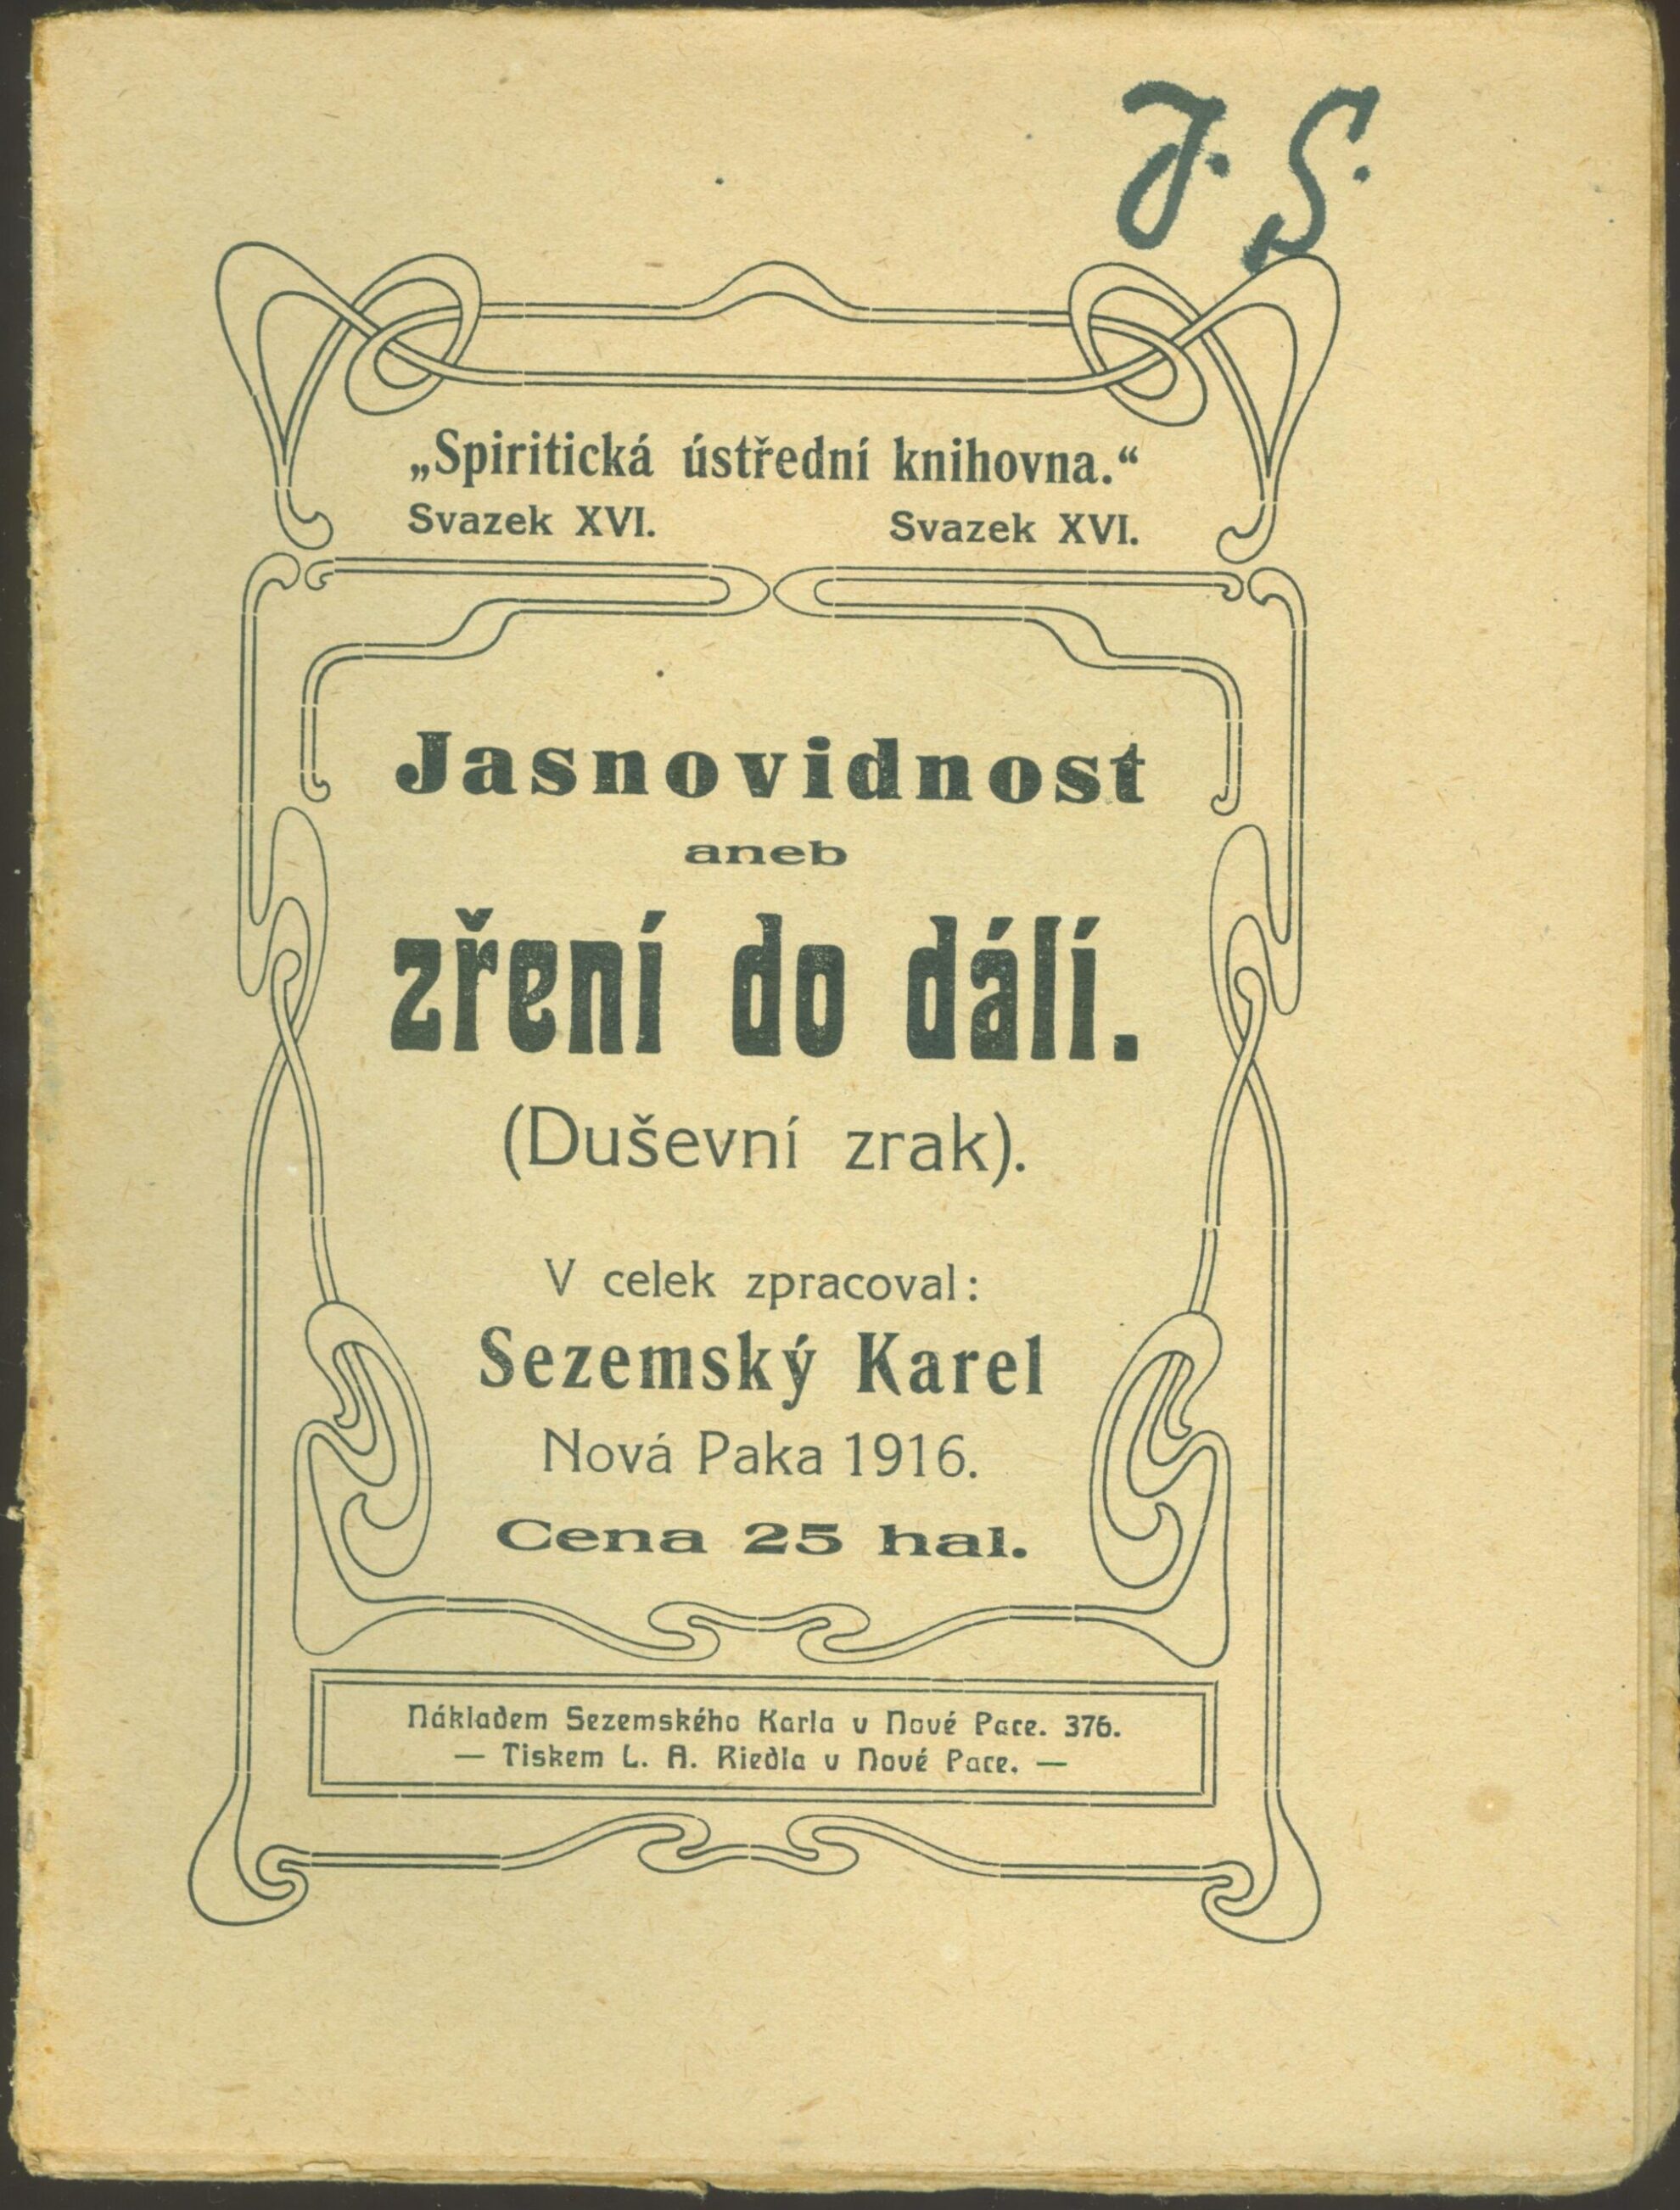 J. S.
„Spiritická ústřední knihovna.“
Svazek XVI. Svazek XVI.
Jasnovidnost
aneb
zření do dálí.
(Duševní zrak).
V celek zpracoval:
Sezemský Karel
Nová Paka 1916.
Cena 25 hal.
Nákladem Sezemského Karla v Nové Pace. 376.
— Tiskem L. A. Riedla v Nové Pace. —